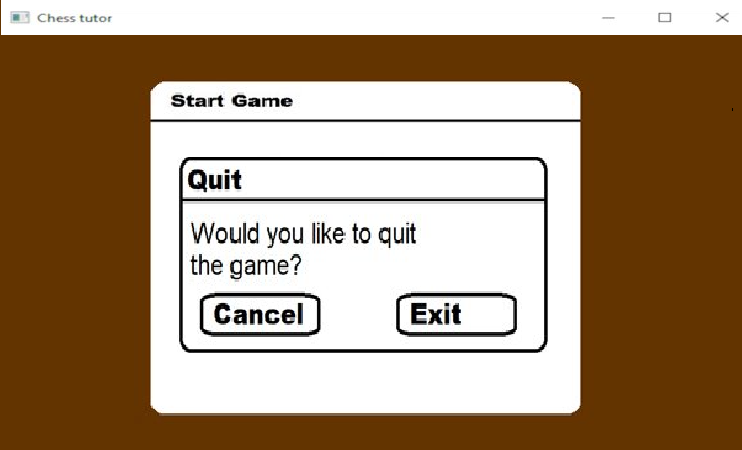 Chess tutor
Start Game
Quit
Would you like to quit
the game?
Cancel
Exit